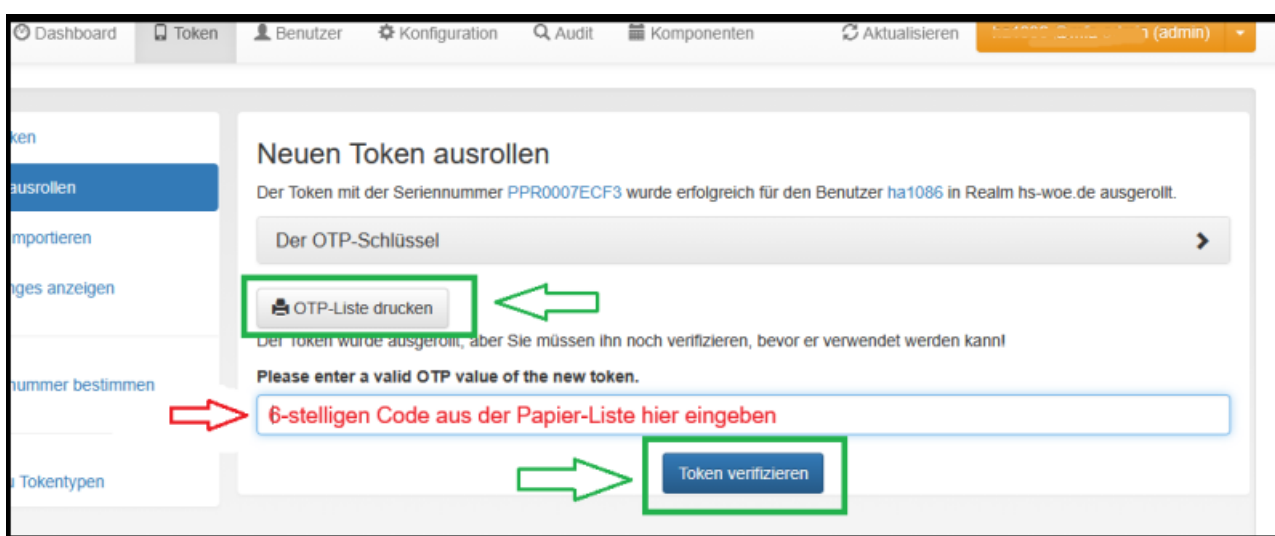 Dashboard Token Benutzer Konfiguration Audit Komponenten Aktualisieren (admin)
ken
ausrollen
mportieren
nges anzeigen
nummer bestimmen
Tokentypen
Neuen Token ausrollen
Der Token mit der Seriennummer PPR0007ECF3 wurde erfolgreich für den Benutzer ha1086 in Realm hs-woe.de ausgerollt.
Der OTP-Schlüssel
OTP-Liste drucken
Der Token wurde ausgerollt, aber Sie müssen ihn noch verifizieren, bevor er verwendet werden kann!
Please enter a valid OTP value of the new token.
6-stelligen Code aus der Papier-Liste hier eingeben
Token verifizieren